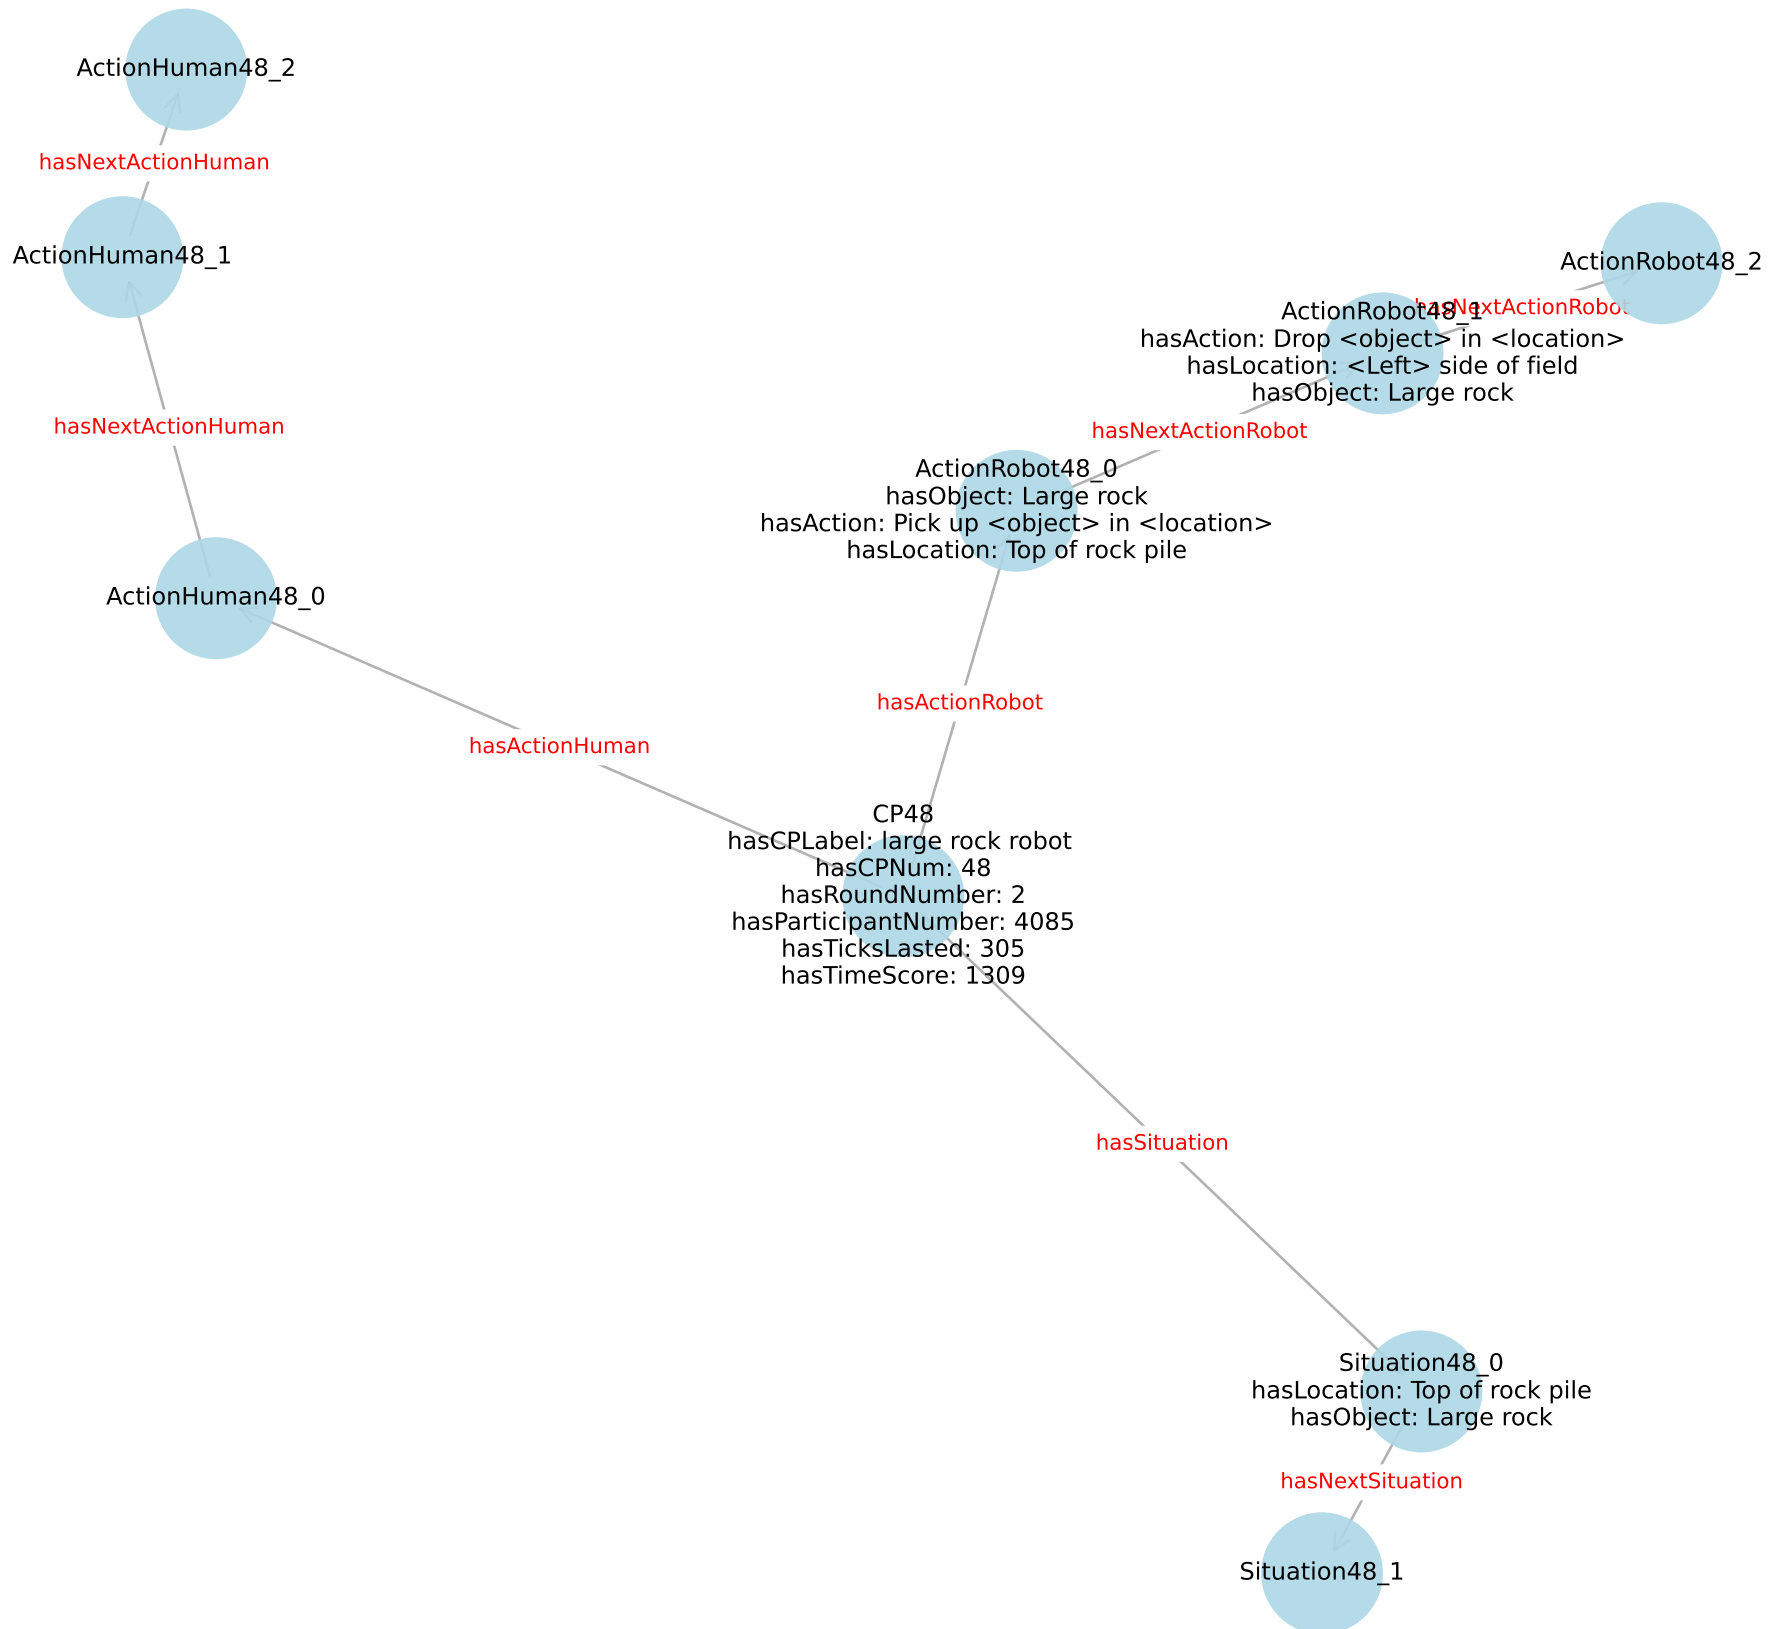 ActionHuman48_2
hasNextActionHuman
ActionHuman48_1
hasNextActionHuman
ActionHuman48_0
hasActionHuman
ActionRobot48_2
hasNextActionRobot
ActionRobot48_1
hasAction: Drop <object> in <location>
hasLocation: <Left> side of field
hasObject: Large rock
hasNextActionRobot
ActionRobot48_0
hasObject: Large rock
hasAction: Pick up <object> in <location>
hasLocation: Top of rock pile
hasActionRobot
CP48
hasCPLabel: large rock robot
hasCPNum: 48
hasRoundNumber: 2
hasParticipantNumber: 4085
hasTicksLasted: 305
hasTimeScore: 1309
hasSituation
Situation48_0
hasLocation: Top of rock pile
hasObject: Large rock
hasNextSituation
Situation48_1